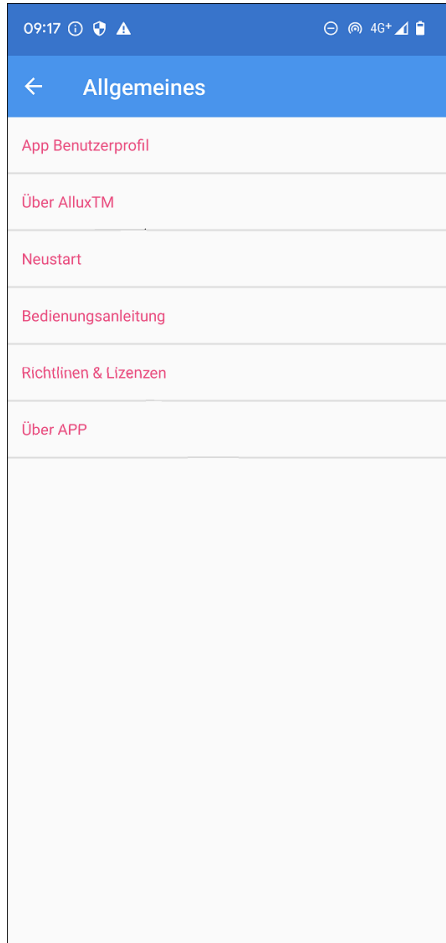 09:17 4G+
Allgemeines
App Benutzerprofil
Über AlluxTM
Neustart
Bedienungsanleitung
Richtlinen & Lizenzen
Über APP